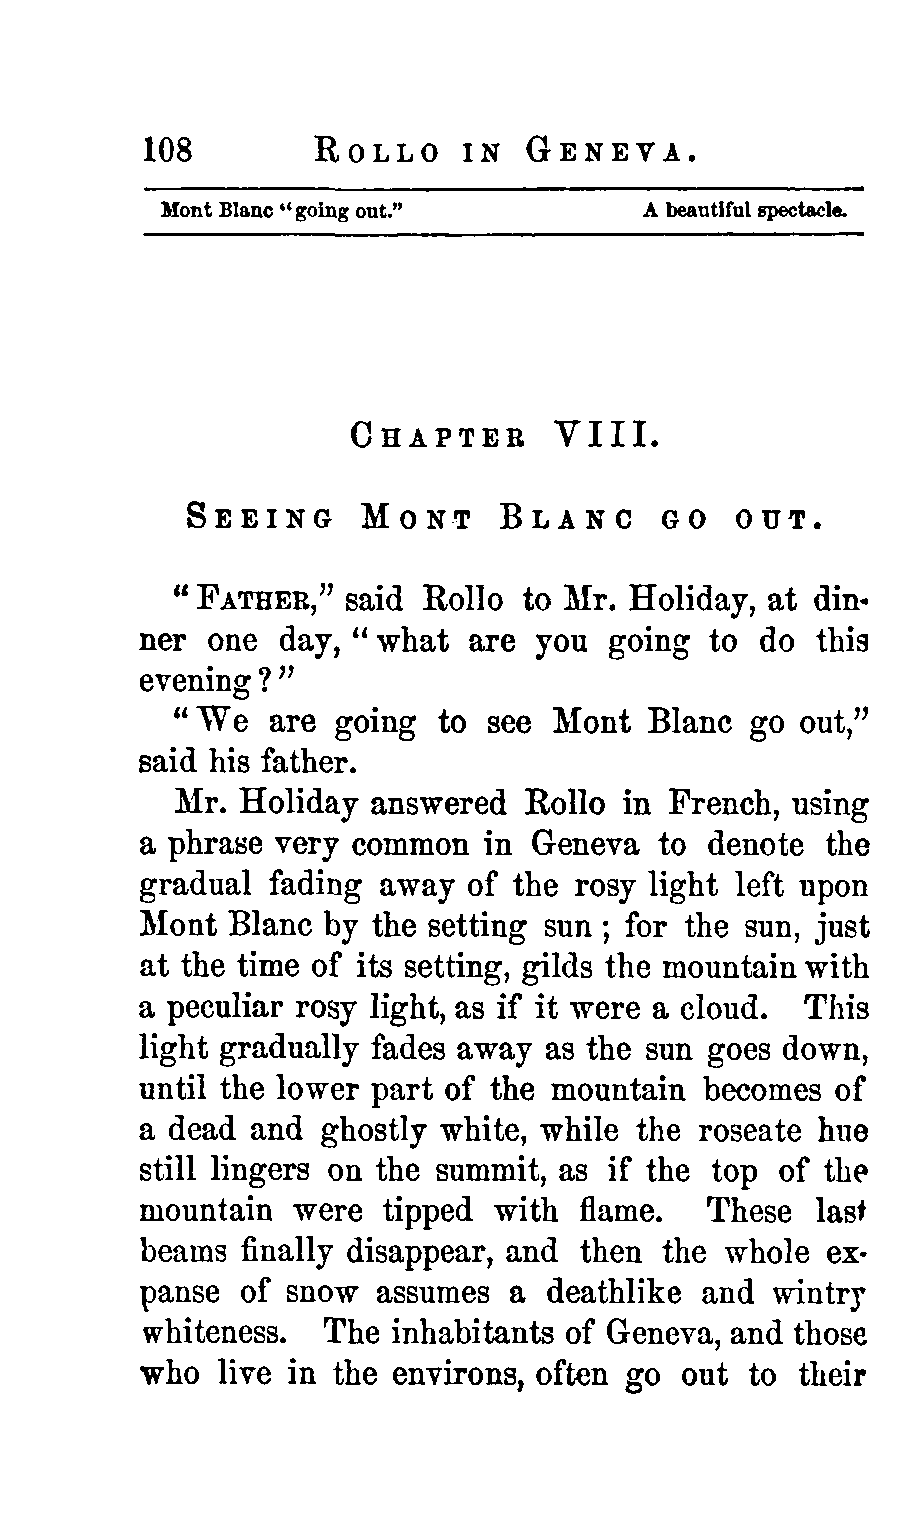 108 ROLLO IN GENEVA.
Mont Blanc "going out." A beautiful spectacle.
CHAPTER VIII.
SEEING MONT BLANC GO OUT.
"FATHER," said Rollo to Mr. Holiday, at din-
ner one day, "what are you going to do this
evening?"
"We are going to see Mont Blanc go out,"
said his father.
Mr. Holiday answered Rollo in French, using
a phrase very common in Geneva to denote the
gradual fading away of the rosy light left upon
Mont Blanc by the setting sun; for the sun, just
at the time of its setting, gilds the mountain with
a peculiar rosy light, as if it were a cloud. This
light gradually fades away as the sun goes down,
until the lower part of the mountain becomes of
a dead and ghostly white, while the roseate hue
still lingers on the summit, as if the top of the
mountain were tipped with flame. These last
beams finally disappear, and then the whole ex-
panse of snow assumes a deathlike and wintry
whiteness. The inhabitants of Geneva, and those
who live in the environs, often go out to their